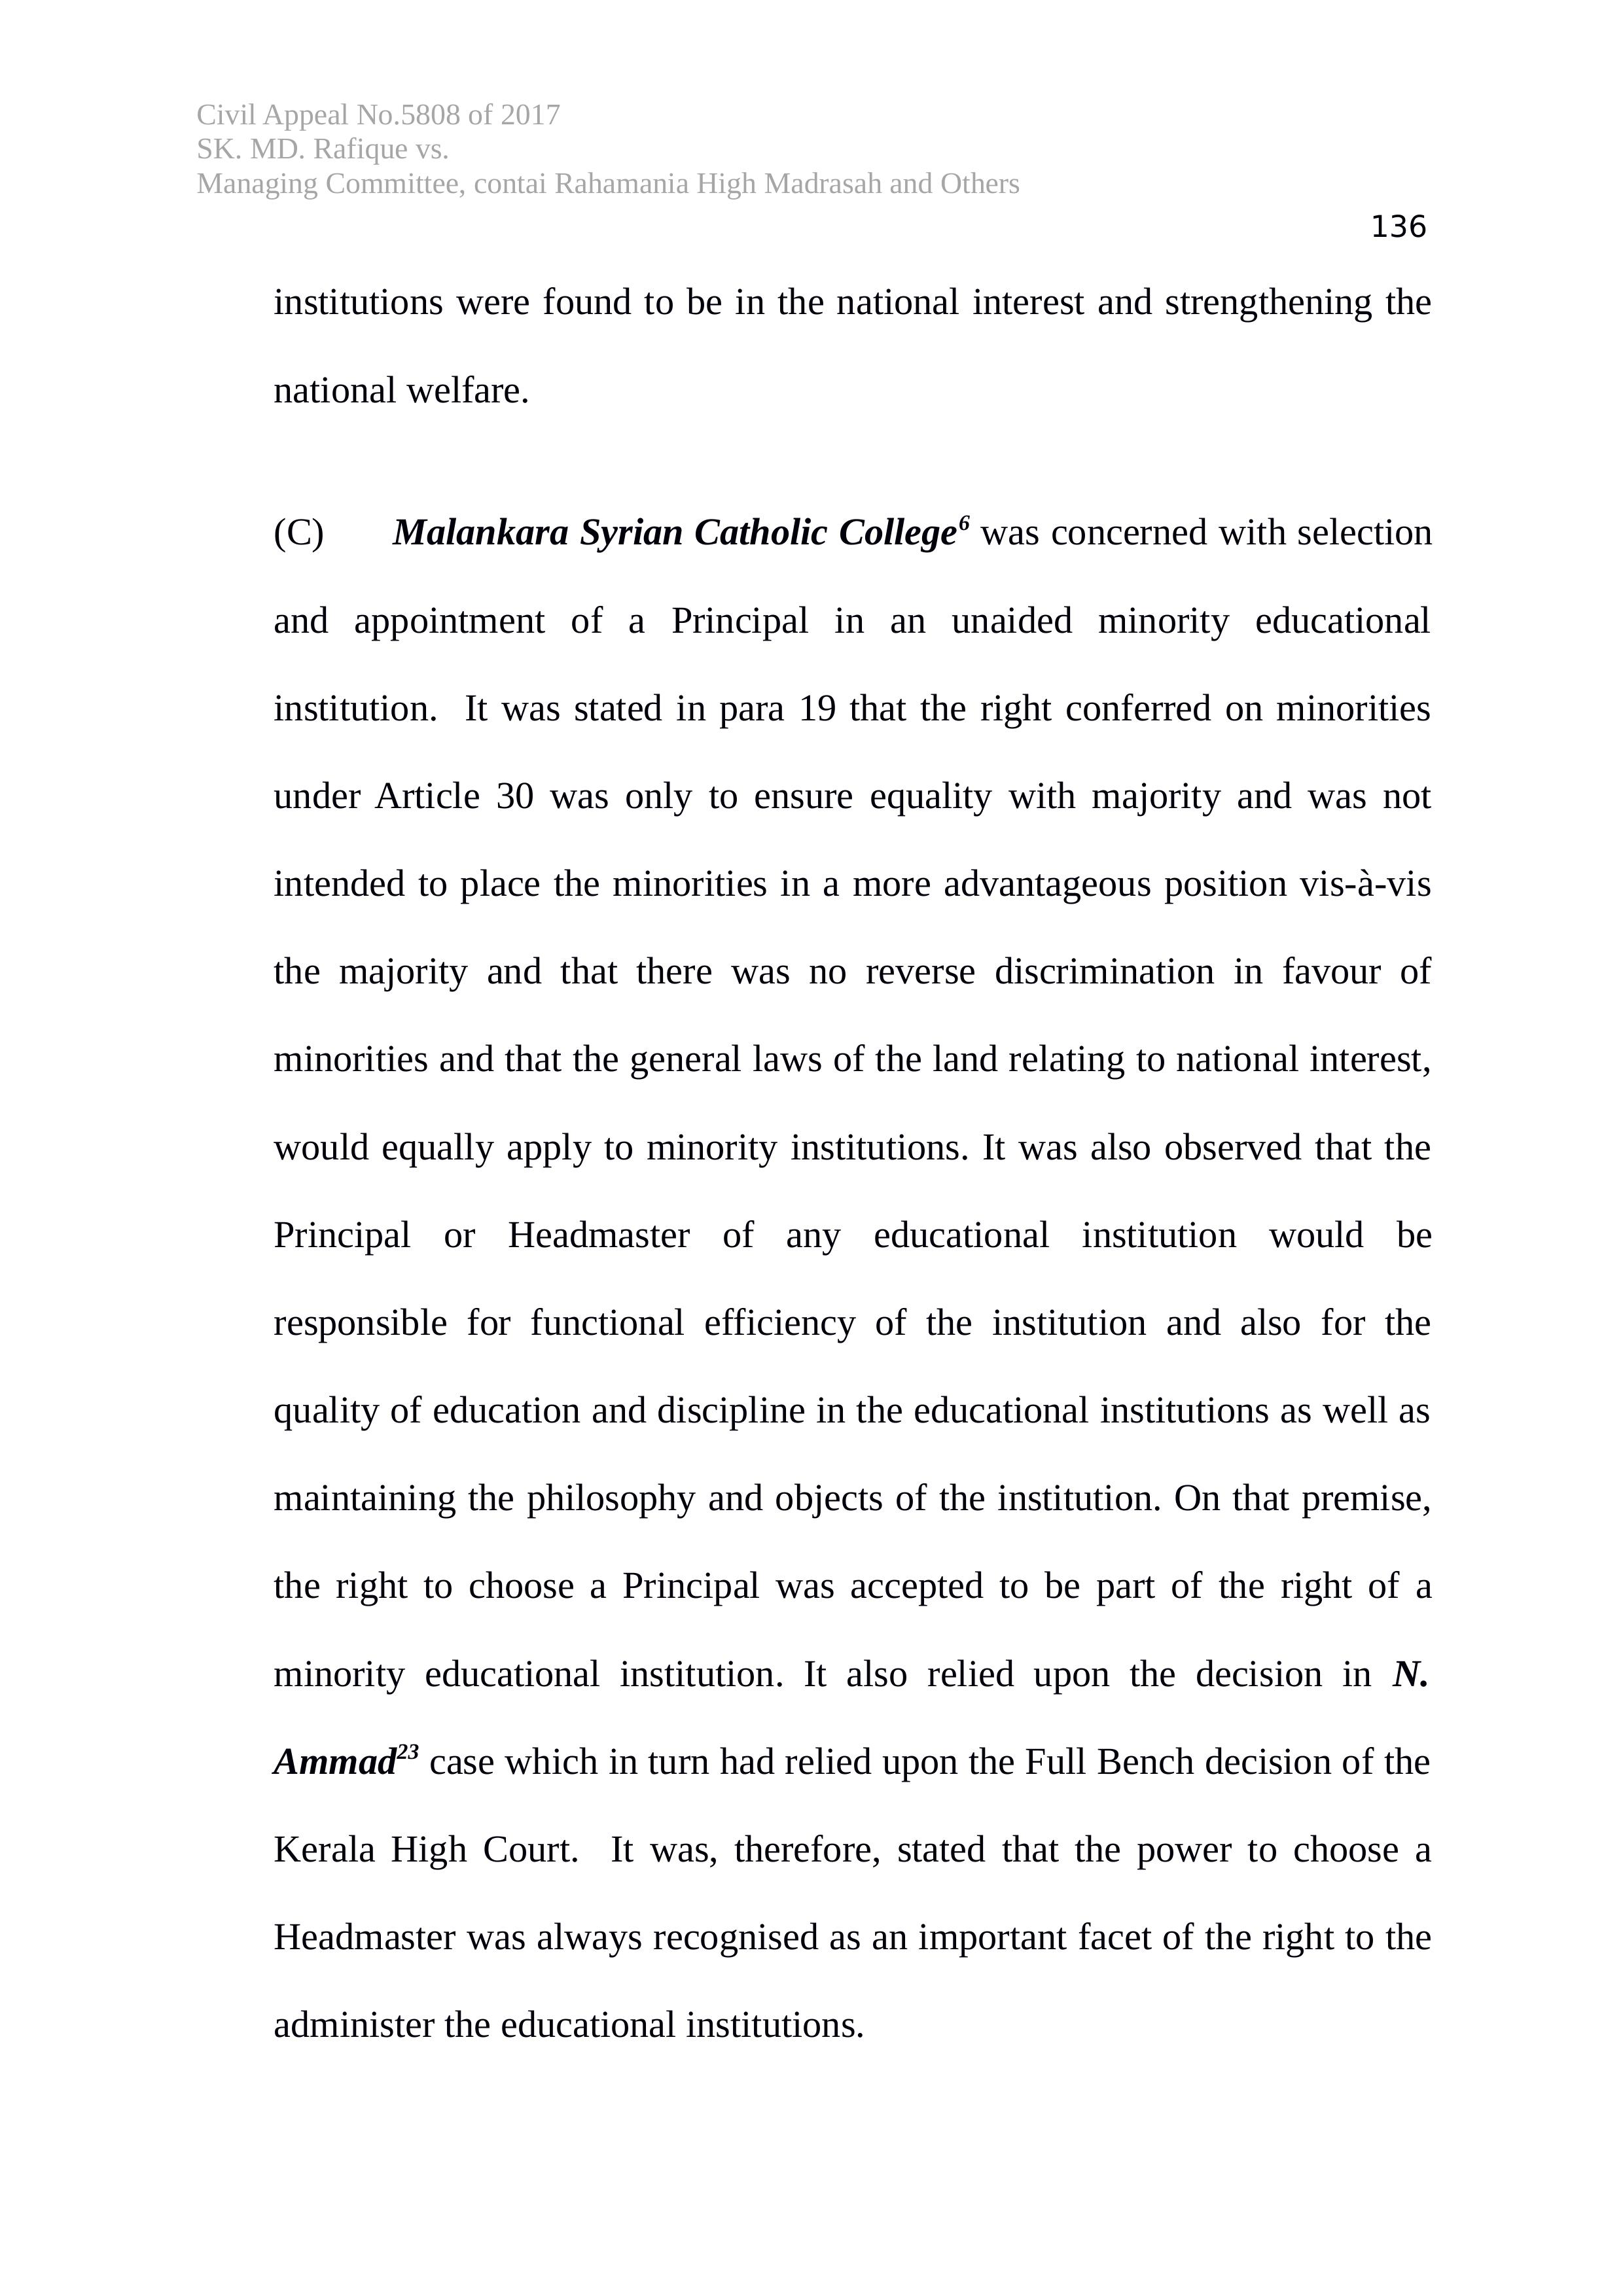 Civil Appeal No.5808 of 2017
SK. MD. Rafique vs.
Managing Committee, contai Rahamania High Madrasah and Others
136
institutions were found to be in the national interest and strengthening the
national welfare.
(C) Malankara Syrian Catholic College6 was concerned with selection
and appointment of a Principal in an unaided minority educational
institution. It was stated in para 19 that the right conferred on minorities
under Article 30 was only to ensure equality with majority and was not
intended to place the minorities in a more advantageous position vis-à-vis
the majority and that there was no reverse discrimination in favour of
minorities and that the general laws of the land relating to national interest,
would equally apply to minority institutions. It was also observed that the
Principal or Headmaster of any educational institution would be
responsible for functional efficiency of the institution and also for the
quality of education and discipline in the educational institutions as well as
maintaining the philosophy and objects of the institution. On that premise,
the right to choose a Principal was accepted to be part of the right of a
minority educational institution. It also relied upon the decision in N.
Ammad23 case which in turn had relied upon the Full Bench decision of the
Kerala High Court. It was, therefore, stated that the power to choose a
Headmaster was always recognised as an important facet of the right to the
administer the educational institutions.